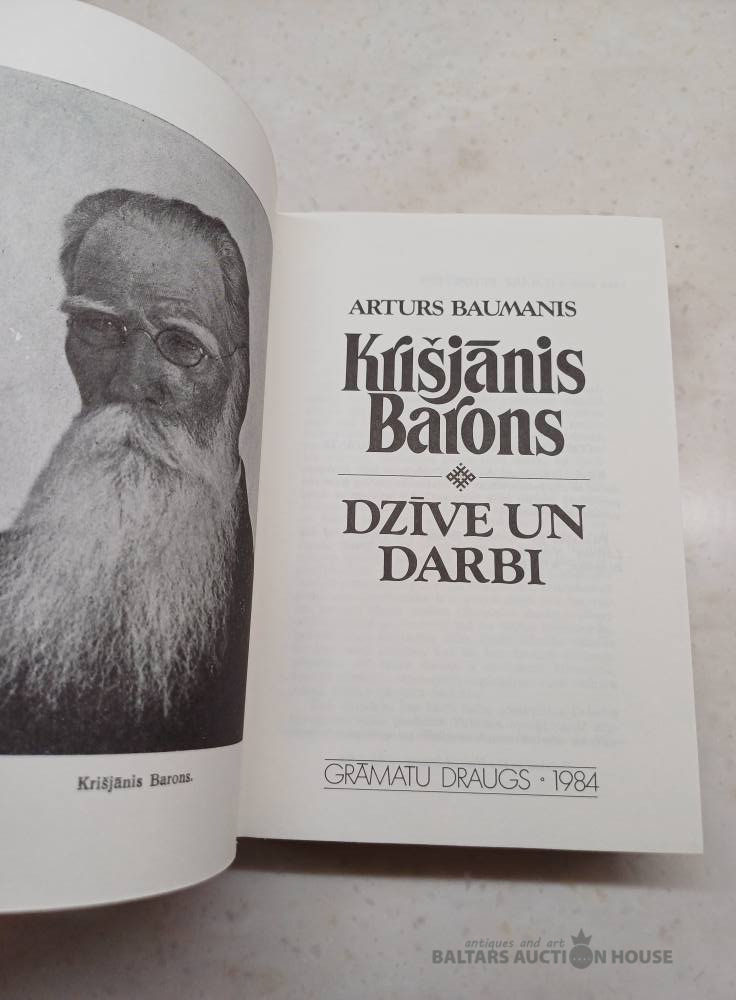 Krišjānis Barons.
ARTURS BAUMANIS
Krišjānis
Barons
DZĪVE UN
DARBI
GRĀMATU DRAUGS • 1984
antiques and art
BALTARS AUCTION HOUSE